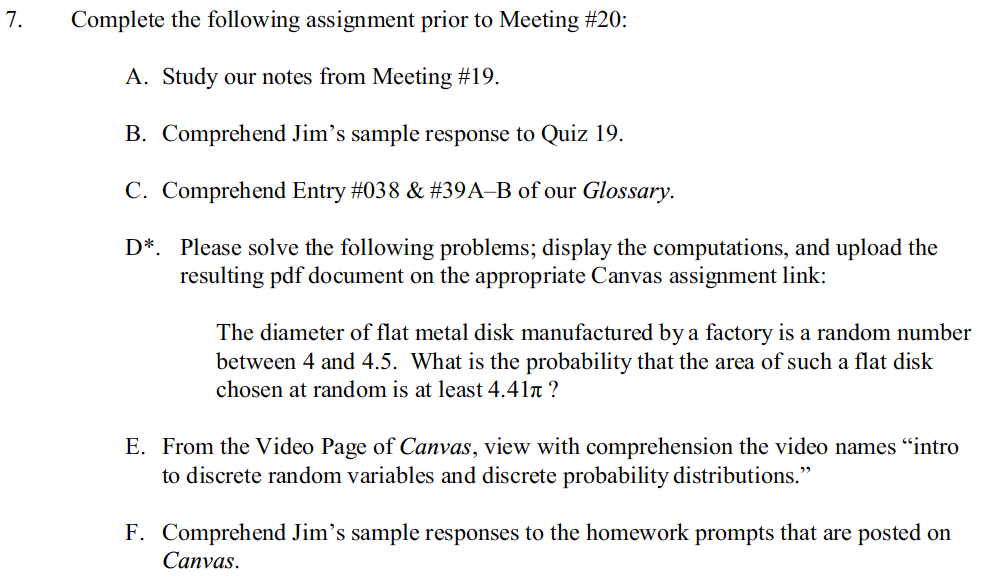 7. Complete the following assignment prior to Meeting #20:
A. Study our notes from Meeting #19.
B. Comprehend Jim’s sample response to Quiz 19.
C. Comprehend Entry #038 & #39A–B of our Glossary.
D*. Please solve the following problems; display the computations, and upload the
resulting pdf document on the appropriate Canvas assignment link:
The diameter of flat metal disk manufactured by a factory is a random number
between 4 and 4.5. What is the probability that the area of such a flat disk
chosen at random is at least 4.41π ?
E. From the Video Page of Canvas, view with comprehension the video names “intro
to discrete random variables and discrete probability distributions.”
F. Comprehend Jim’s sample responses to the homework prompts that are posted on
Canvas.